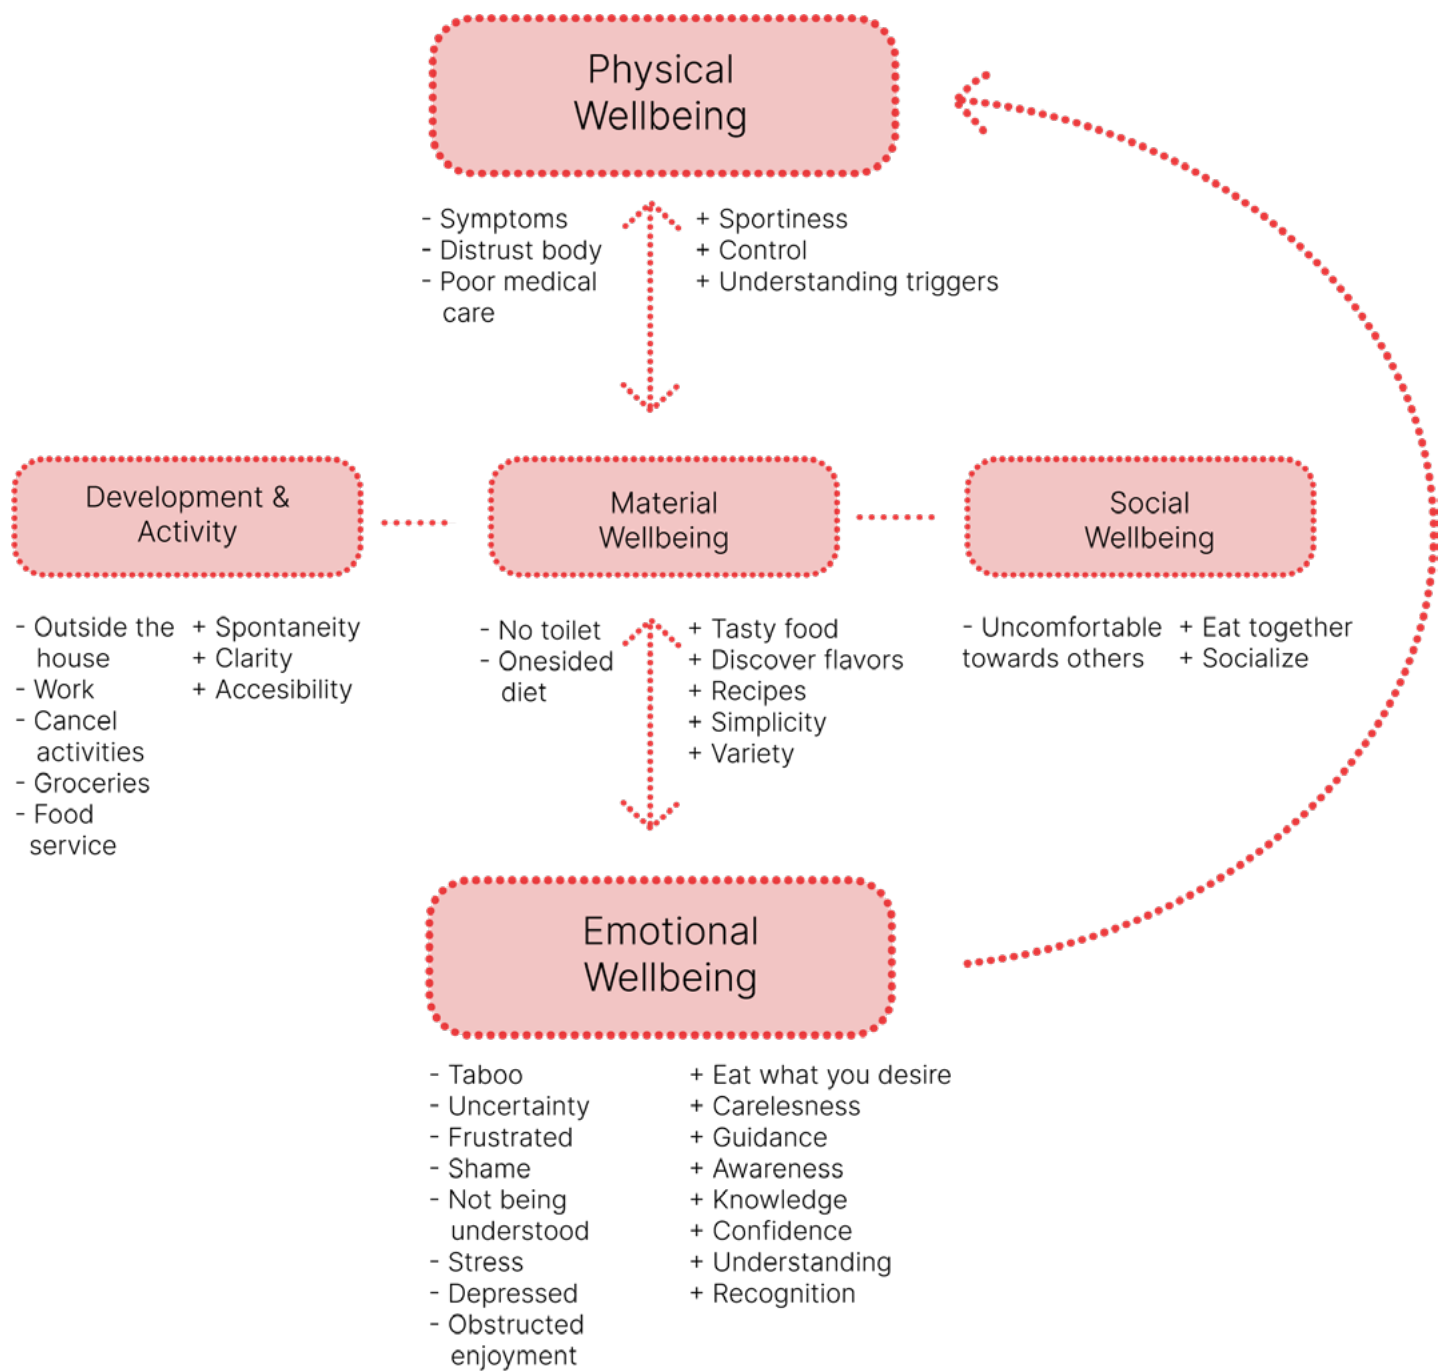 Physical
Wellbeing
- Symptoms
- Distrust body
- Poor medical
care
+ Sportiness
+ Control
+ Understanding triggers
Development &
Activity
- Outside the
house
- Work
- Cancel
activities
- Groceries
- Food
service
+ Spontaneity
+ Clarity
+ Accesibility
Material
Wellbeing
- No toilet
- Onesided
diet
+ Tasty food
+ Discover flavors
+ Recipes
+ Simplicity
+ Variety
Social
Wellbeing
- Uncomfortable
towards others
+ Eat together
+ Socialize
Emotional
Wellbeing
- Taboo
- Uncertainty
- Frustrated
- Shame
- Not being
understood
- Stress
- Depressed
- Obstructed
enjoyment
+ Eat what you desire
+ Carelesness
+ Guidance
+ Awareness
+ Knowledge
+ Confidence
+ Understanding
+ Recognition